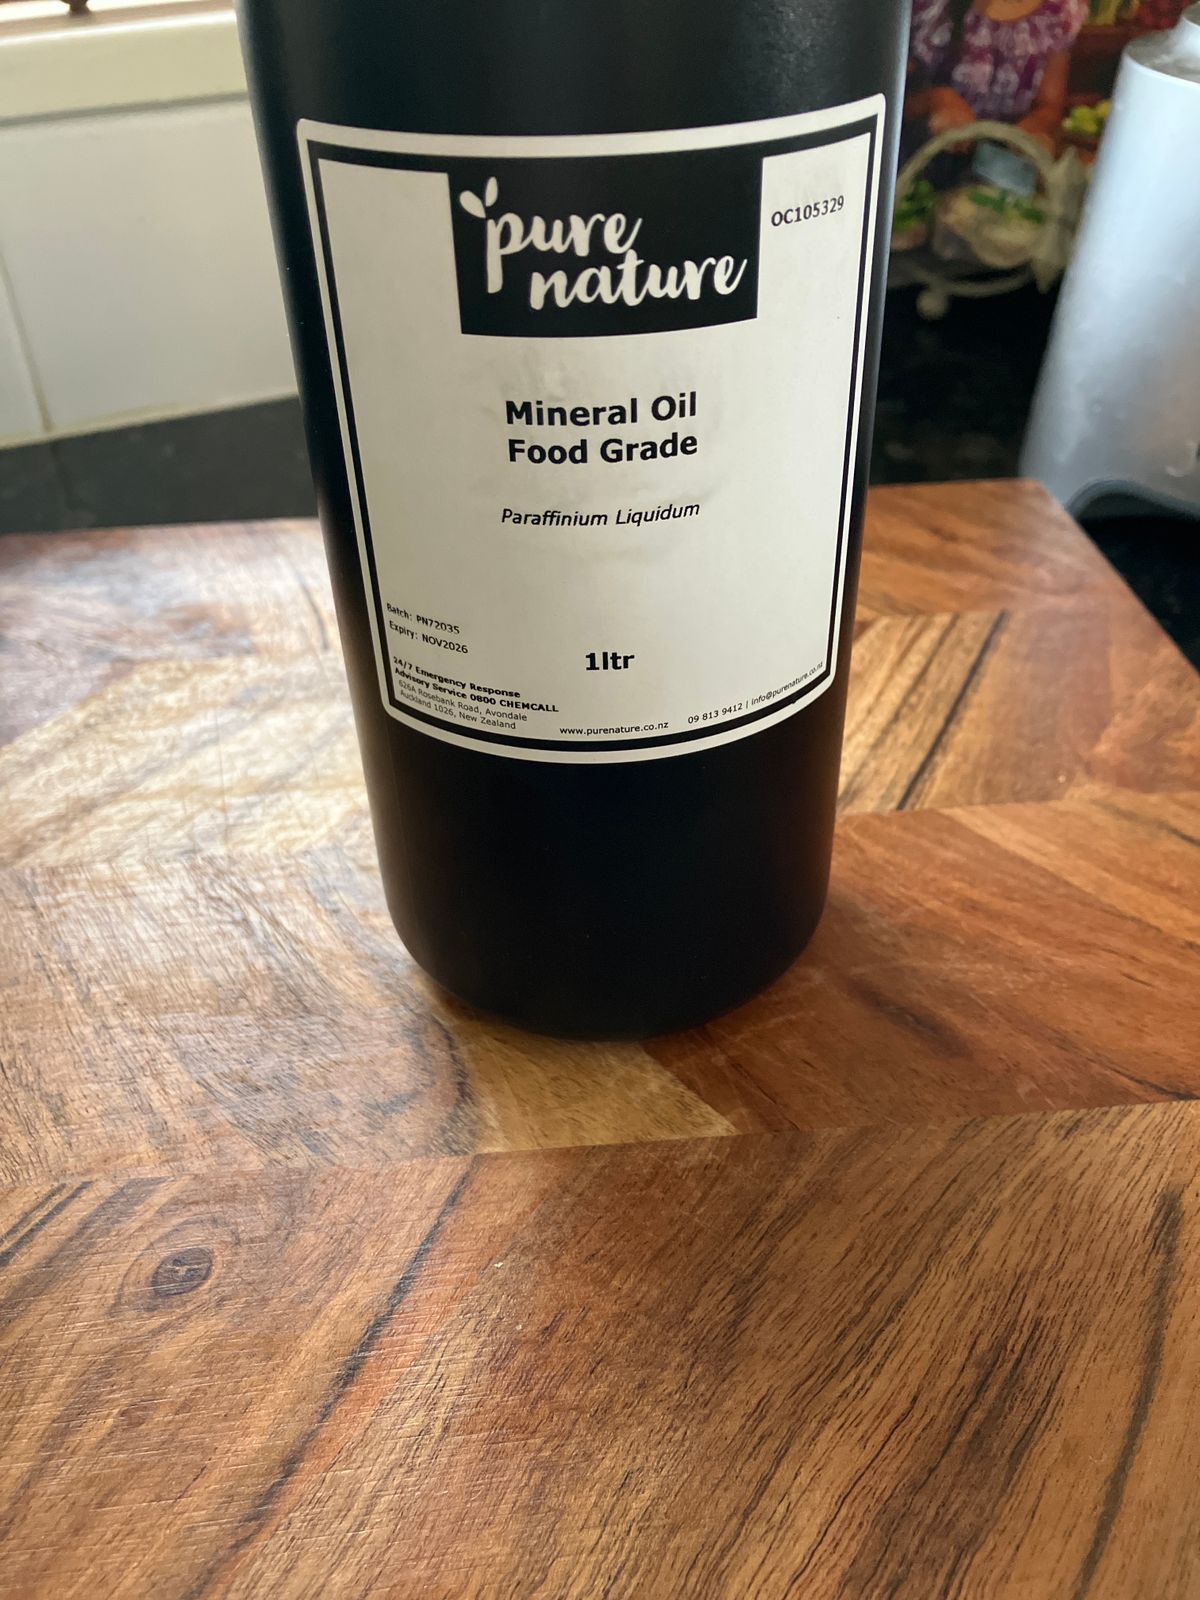 pure
nature
OC105329
Mineral Oil
Food Grade
Paraffinium Liquidum
Batch: PN72035
Expiry: NOV2026
1ltr
24/7 Emergency Response
Advisory Service 0800 CHEMCALL
626A Rosebank Road, Avondale
Auckland 1026, New Zealand
www.purenature.co.nz
09 813 9412 | info@purenature.co.nz